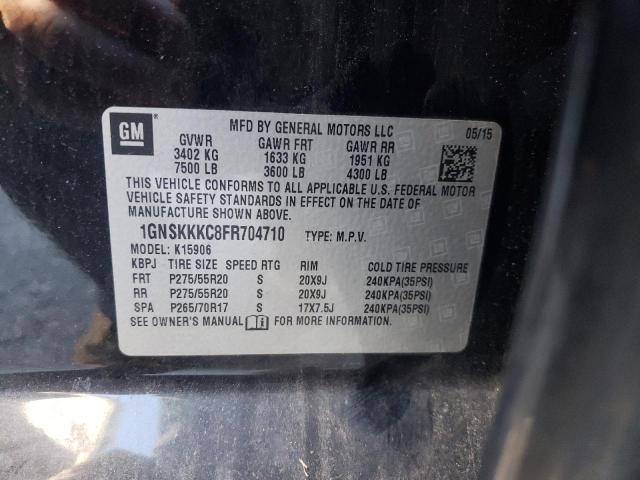 GM
MFD BY GENERAL MOTORS LLC 05/15
GVWR GAWR FRT GAWR RR
3402 KG 1633 KG 1951 KG
7500 LB 3600 LB 4300 LB
THIS VEHICLE CONFORMS TO ALL APPLICABLE U.S. FEDERAL MOTOR
VEHICLE SAFETY STANDARDS IN EFFECT ON THE DATE OF
MANUFACTURE SHOWN ABOVE.
1GNSKKKC8FR704710 TYPE: M.P.V.
MODEL: K15906
KBPJ TIRE SIZE SPEED RTG RIM COLD TIRE PRESSURE
FRT P275/55R20 S 20X9J 240KPA(35PSI)
RR P275/55R20 S 20X9J 240KPA(35PSI)
SPA P265/70R17 S 17X7.5J 240KPA(35PSI)
SEE OWNER'S MANUAL i FOR MORE INFORMATION.